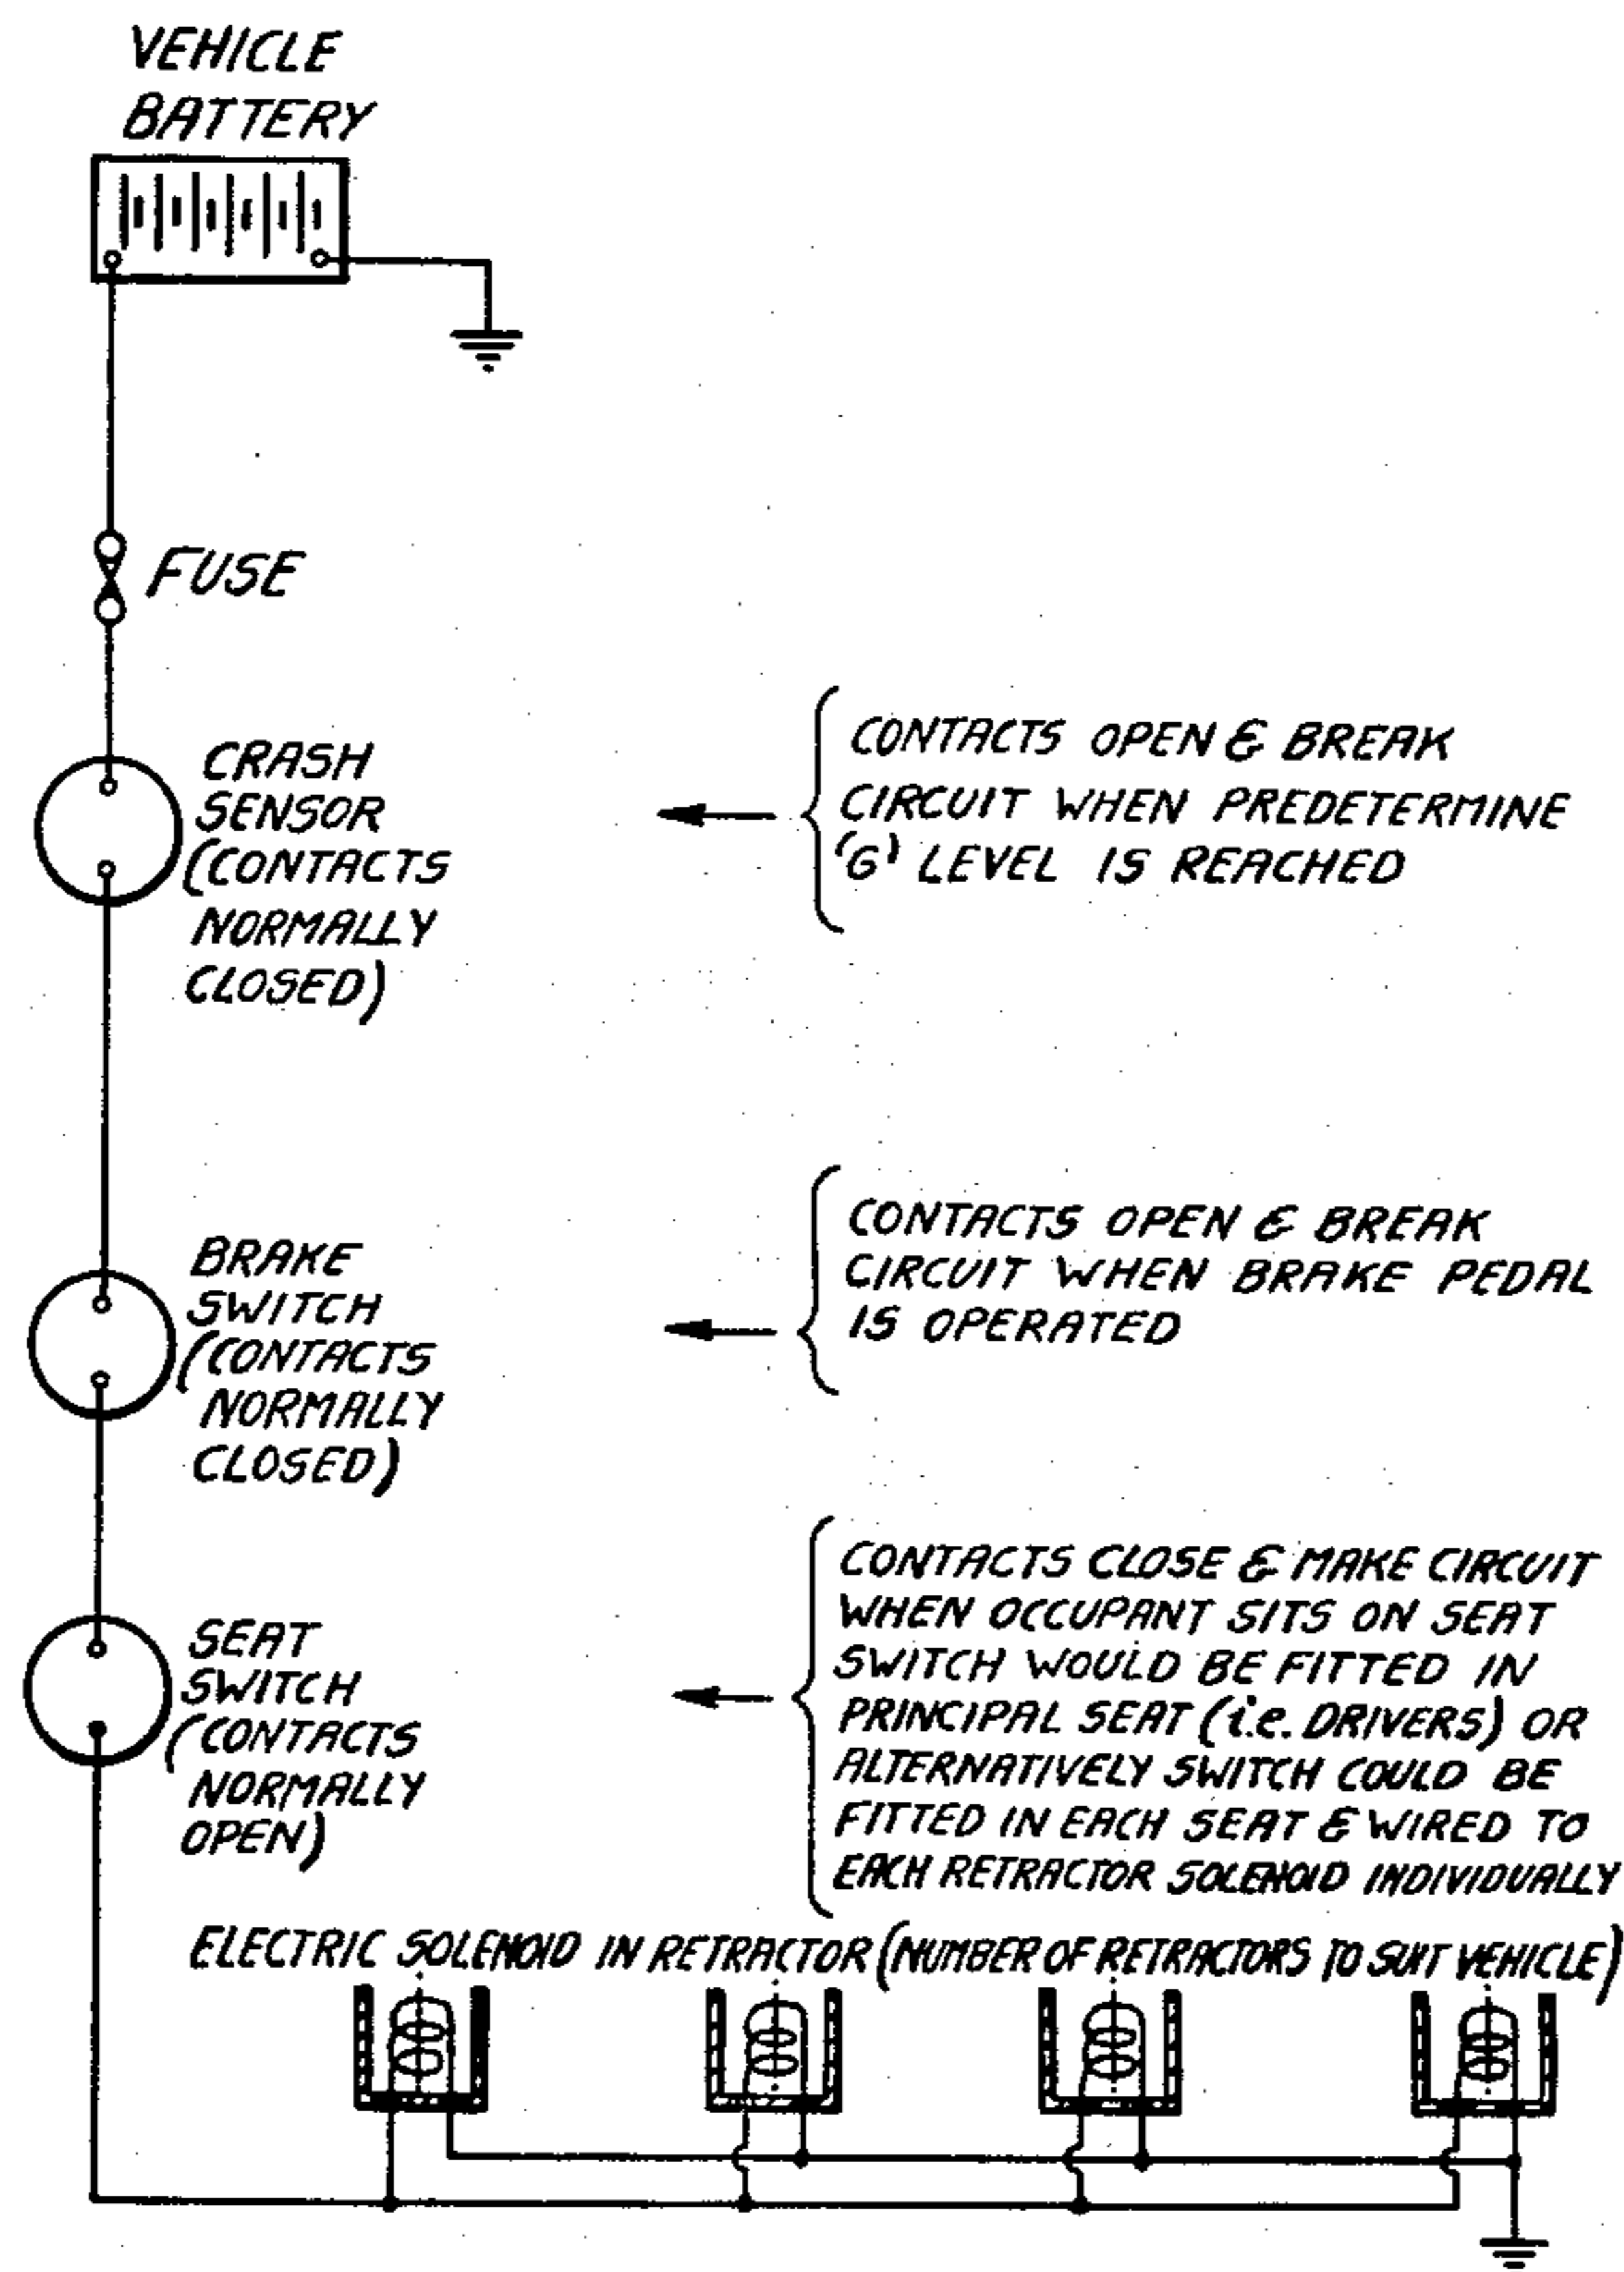 VEHICLE
BATTERY
FUSE
CRASH
SENSOR
(CONTACTS
NORMALLY
CLOSED)
CONTACTS OPEN & BREAK
CIRCUIT WHEN PREDETERMINE
'G' LEVEL IS REACHED
BRAKE
SWITCH
(CONTACTS
NORMALLY
CLOSED)
CONTACTS OPEN & BREAK
CIRCUIT WHEN BRAKE PEDAL
IS OPERATED
SEAT
SWITCH
(CONTACTS
NORMALLY
OPEN)
CONTACTS CLOSE & MAKE CIRCUIT
WHEN OCCUPANT SITS ON SEAT
SWITCH WOULD BE FITTED IN
PRINCIPAL SEAT (i.e. DRIVERS) OR
ALTERNATIVELY SWITCH COULD BE
FITTED IN EACH SEAT & WIRED TO
EACH RETRACTOR SOLENOID INDIVIDUALLY
ELECTRIC SOLENOID IN RETRACTOR (NUMBER OF RETRACTORS TO SUIT VEHICLE)